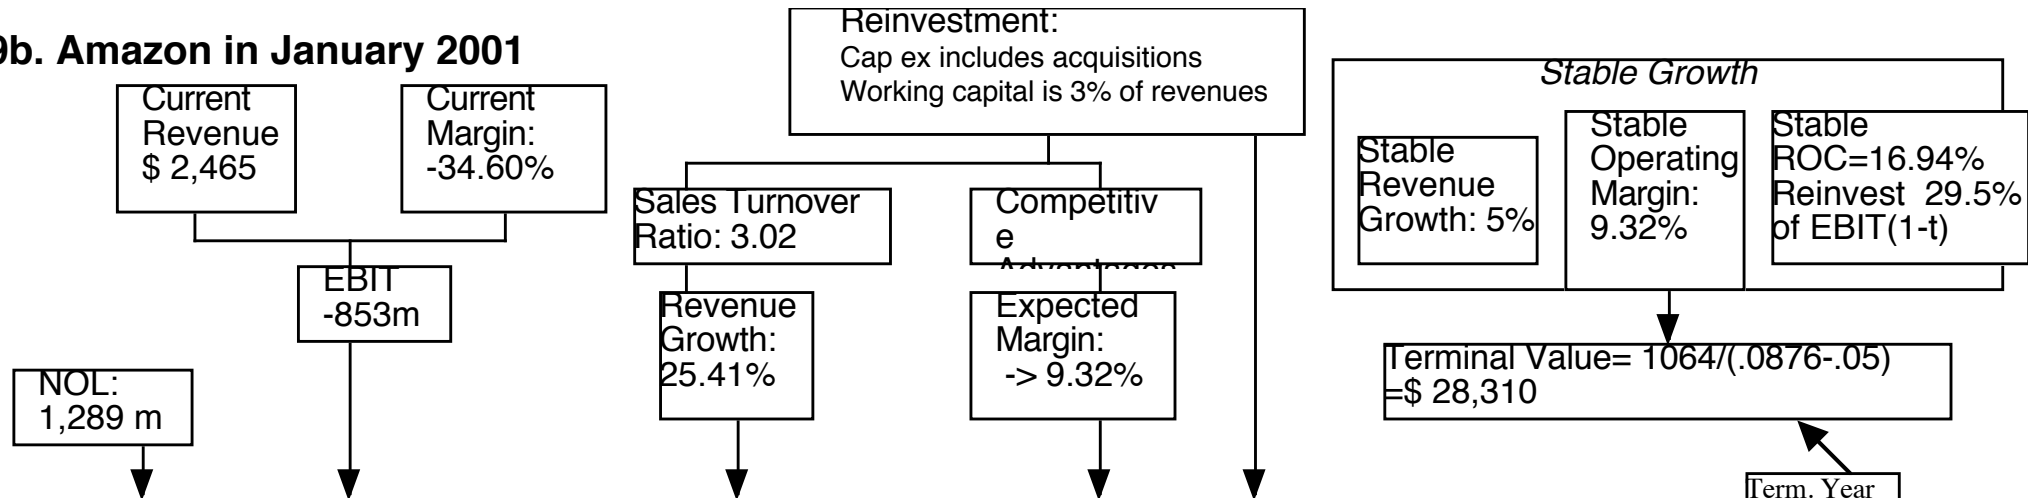 9b. Amazon in January 2001
Reinvestment:
Cap ex includes acquisitions
Working capital is 3% of revenues
Stable Growth
Current
Revenue
$ 2,465
Current
Margin:
-34.60%
Stable
Revenue
Growth: 5%
Stable
Operating
Margin:
9.32%
Stable
ROC=16.94%
Reinvest 29.5%
of EBIT(1-t)
Sales Turnover
Ratio: 3.02
Competitiv
e
Advantages
EBIT
-853m
Revenue
Growth:
25.41%
Expected
Margin:
-> 9.32%
NOL:
1,289 m
Terminal Value= 1064/(.0876-.05)
=$ 28,310
Term. Year